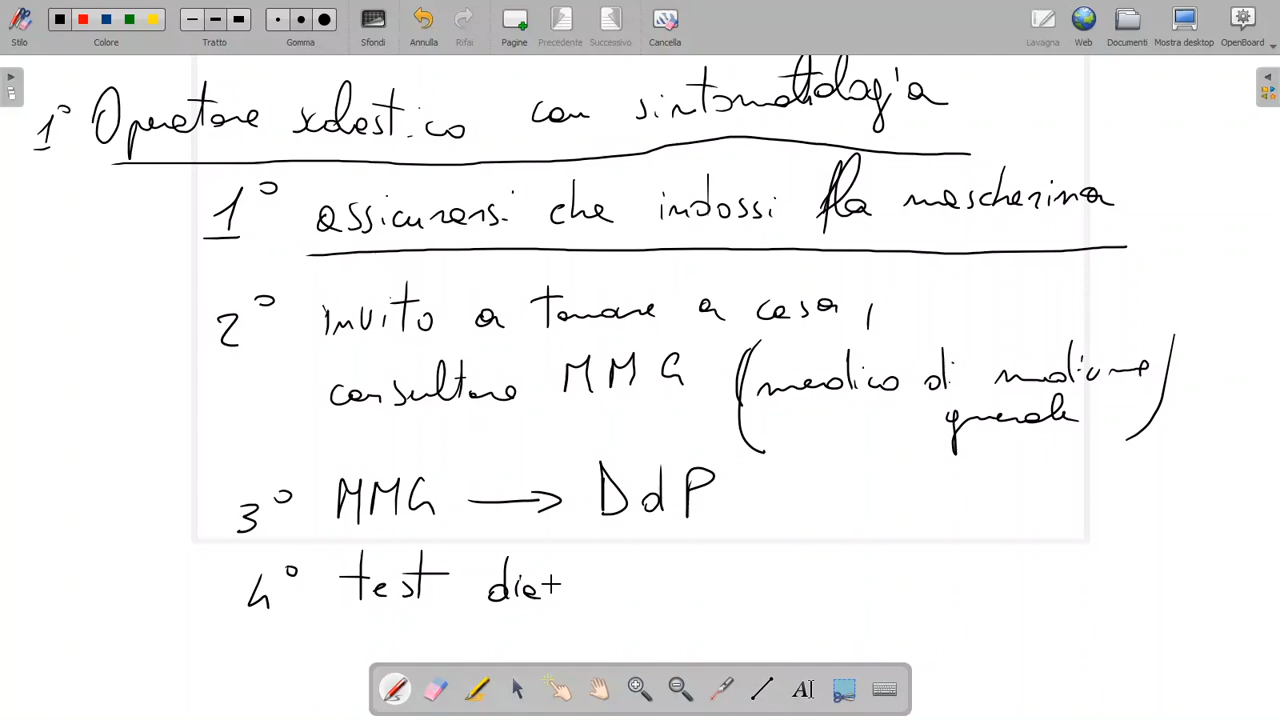 Stilo Colore Tratto Gomma Sfondi Annulla Rifai Pagine Precedente Successivo Cancella Lavagna Web Documenti Mostra desktop OpenBoard
1° Operatore scolastico con sintomatologia
1° assicurarsi che indossi la mascherina
2° invito a tornare a casa,
consultare MMG (medico di medicina
generale)
3° MMG → DdP
4° test diet